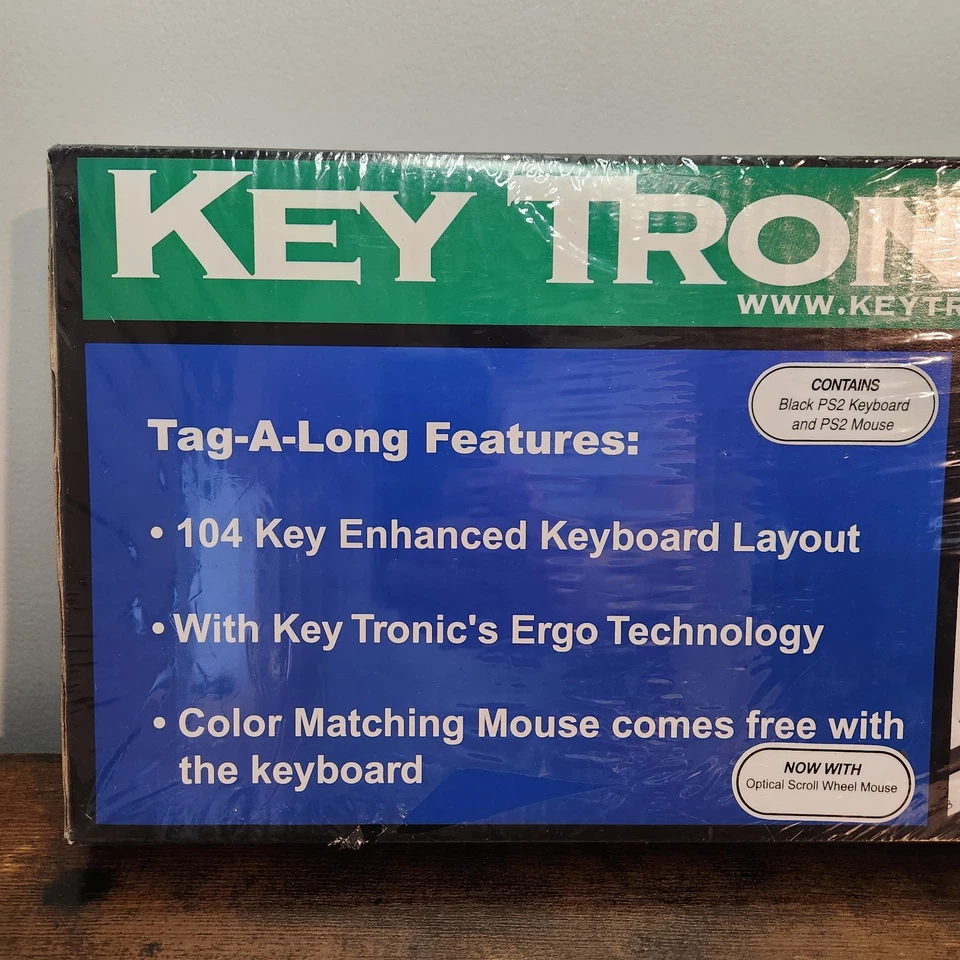 KEY TRON
WWW.KEYTR
CONTAINS
Black PS2 Keyboard
and PS2 Mouse
Tag-A-Long Features:
• 104 Key Enhanced Keyboard Layout
• With Key Tronic's Ergo Technology
• Color Matching Mouse comes free with
the keyboard
NOW WITH
Optical Scroll Wheel Mouse